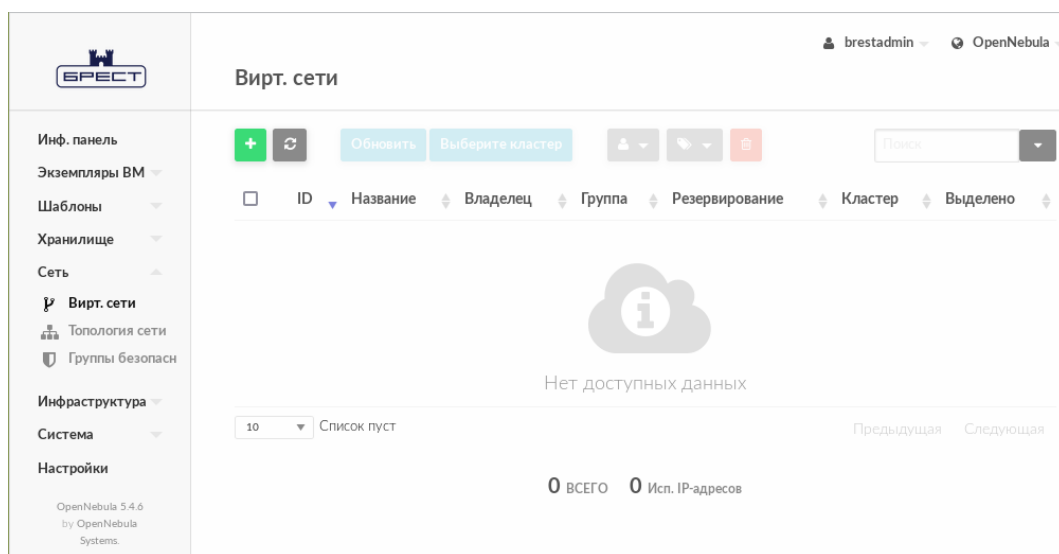 brestadmin OpenNebula
БРЕСТ
Вирт. сети
Инф. панель
Экземпляры ВМ
Шаблоны
Хранилище
Сеть
Вирт. сети
Топология сети
Группы безопасн
Инфраструктура
Система
Настройки
OpenNebula 5.4.6
by OpenNebula
Systems.
Обновить Выберите кластер Поиск
ID Название Владелец Группа Резервирование Кластер Выделено
Нет доступных данных
10 Список пуст Предыдущая Следующая
0 ВСЕГО 0 Исп. IP-адресов